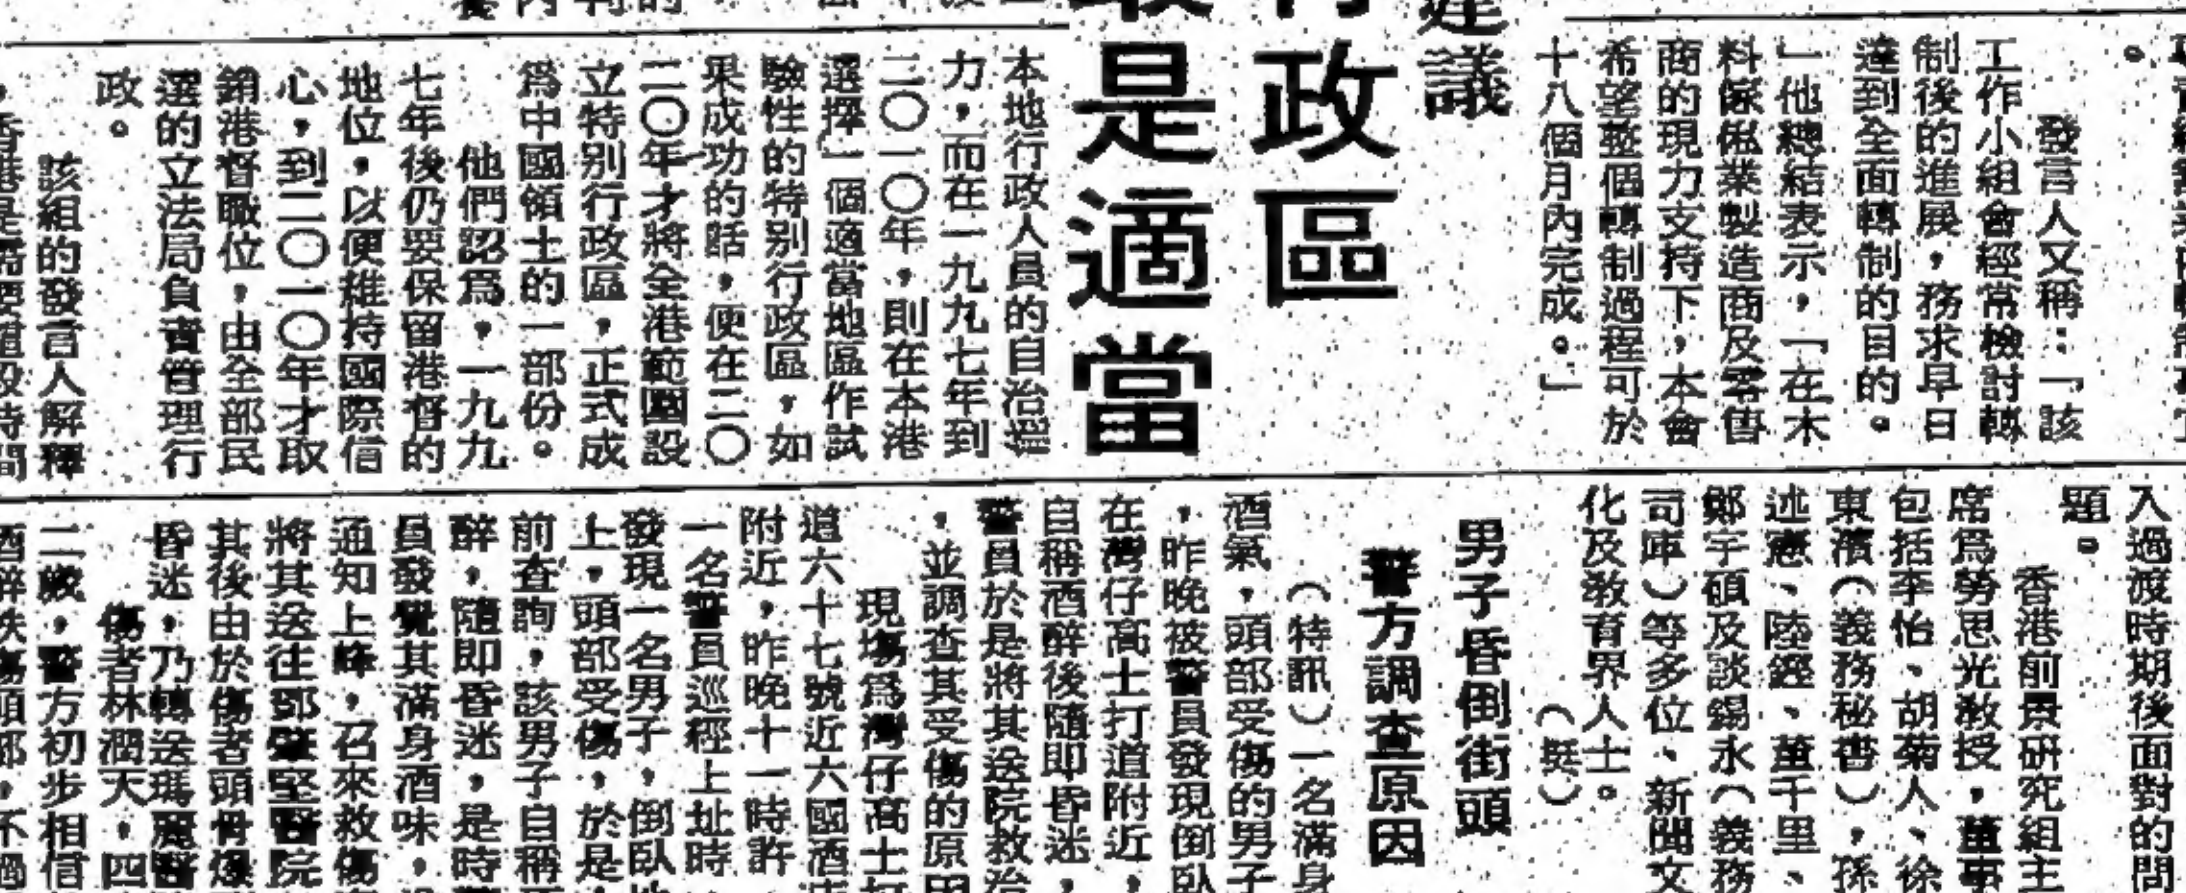 發言人又稱：「該
工作小組會經常檢討轉
制後的進展，務求早日
達到全面轉制的目的。
」他總結表示，「在木
料傢俬業製造商及零售
商的現力支持下，本會
希望整個轉制過程可於
十八個月內完成。」
建議
政區
是適當
本地行政人員的自治
力，而在一九九七年到
二〇一〇年，則在本港
選擇一個適當地區作試
驗性的特別行政區，如
果成功的話，便在二〇
二〇年才將全港範圍設
立特別行政區，正式成
為中國領土的一部份。
他們認為，一九九
七年後仍要保留港督的
地位，以便維持國際信
心，到二〇一〇年才取
銷港督職位，由全部民
選的立法局負責管理行
政。
該組的發言人解釋
，香港是需要這段時間
入過渡時期後面對的問
題。
香港前景研究組主
席為勞思光教授，董事
包括李怡、胡菊人、徐
東濱（義務秘書），孫
述憲、陸鏗、董千里、
鄭宇碩及談錫永（義務
司庫）等多位、新聞文
化及教育界人士。
男子昏倒街頭
警方調查原因
（特訊）一名滿身
酒氣，頭部受傷的男子
，昨晚被警員發現倒臥
在灣仔高士打道附近，
自稱酒醉後隨即昏迷，
警員於是將其送院救治
，並調查其受傷的原因
現場為灣仔高士打
道六十七號近六國酒店
附近，昨晚十一時許
一名警員巡經上址時
發現一名男子，倒臥地
上，頭部受傷，於是
前查詢，該男子自稱
醉，隨即昏迷，是時警
員發覺其滿身酒味，
通知上峰，召來救傷
將其送往鄧肇堅醫院
其後由於傷者頭骨爆
昏迷，乃轉送瑪麗醫
傷者林潤天，四
二歲，警方初步相信
酒醉跌傷頭部，不過